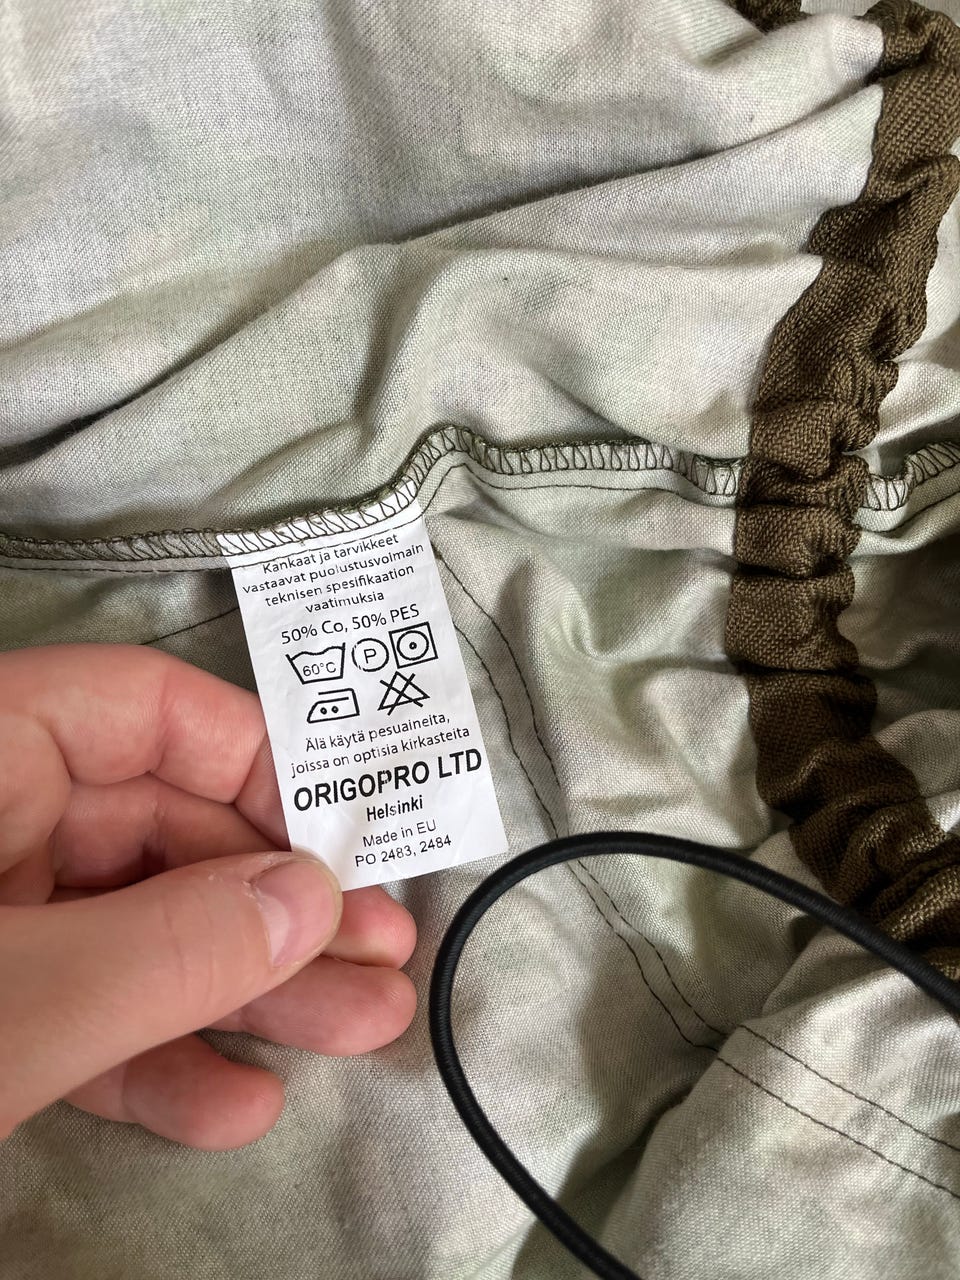 Kankaat ja tarvikkeet
vastaavat puolustusvoimain
teknisen spesifikaation
vaatimuksia
50% Co, 50% PES
60°C P
Älä käytä pesuaineita,
joissa on optisia kirkasteita
ORIGOPRO LTD
Helsinki
Made in EU
PO 2483, 2484